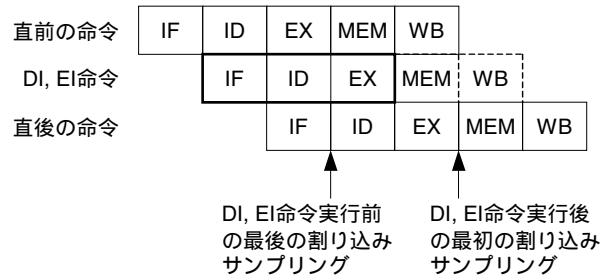 直前の命令 IF ID EX MEM WB
DI, EI命令 IF ID EX MEM WB
直後の命令 IF ID EX MEM WB
DI, EI命令実行前
の最後の割り込み
サンプリング
DI, EI命令実行後
の最初の割り込み
サンプリング